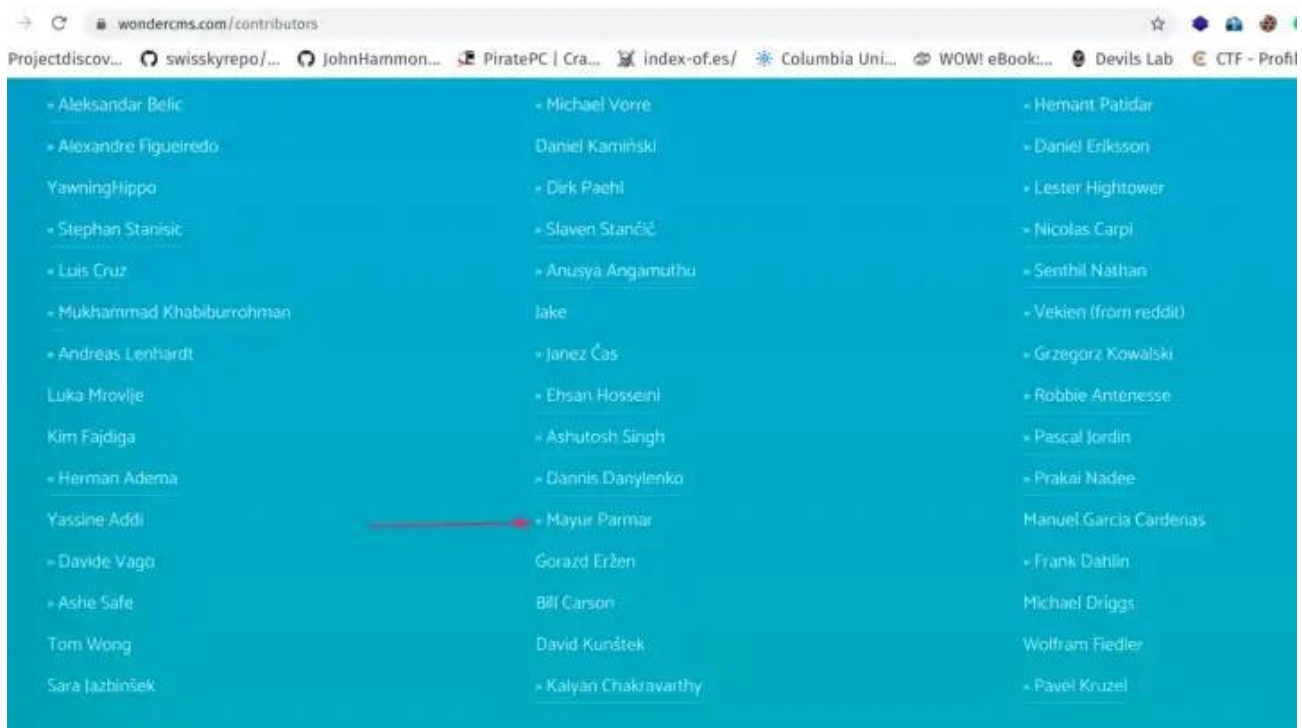 wondercms.com/contributors
Projectdiscov... swisskyrepo/... JohnHammon... PiratePC | Cra... index-of.es/ Columbia Uni... WOW! eBook:... Devils Lab CTF - Profil
» Aleksandar Belic » Michael Vorre » Hemant Patidar
» Alexandre Figueiredo Daniel Kamiński » Daniel Eriksson
YawningHippo » Dirk Paehl » Lester Hightower
» Stephan Stanisic » Slaven Stančič » Nicolas Carpi
» Luis Cruz » Anusya Angamuthu » Senthil Nathan
» Mukhammad Khabiburrohman Jake » Vekien (from reddit)
» Andreas Lenhardt » Janez Čas » Grzegorz Kowalski
Luka Mrovlje » Ehsan Hosseini » Robbie Antenesse
Kim Fajdiga » Ashutosh Singh » Pascal Jordin
» Herman Adema » Dannis Danylenko » Prakai Nadee
Yassine Addi » Mayur Parmar Manuel Garcia Cardenas
» Davide Vago Gorazd Eržen » Frank Dahlin
» Ashe Safe Bill Carson Michael Driggs
Tom Wong David Kunštek Wolfram Fiedler
Sara Jazbinšek » Kalyan Chakravarthy » Pavel Kruzel